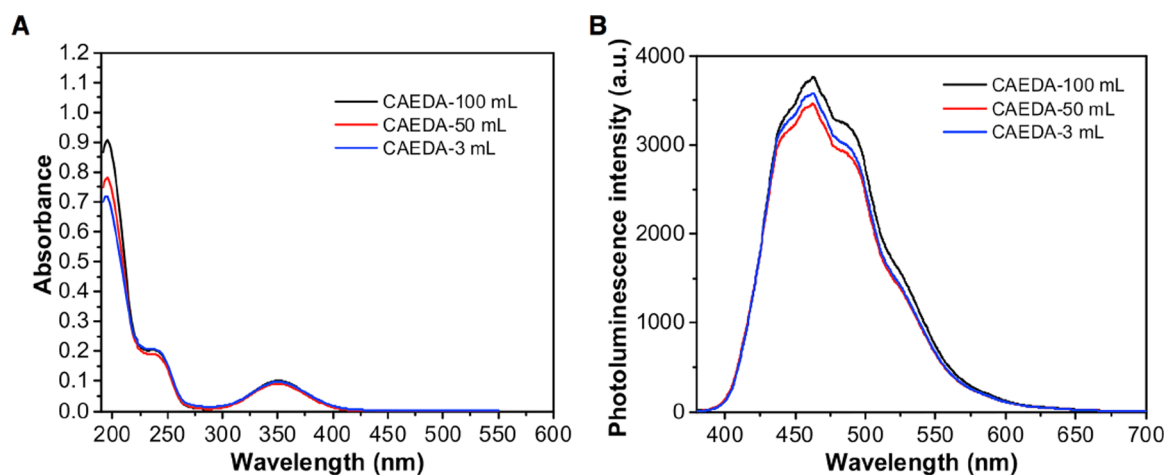 A
Absorbance
1.2
1.1
1.0
0.9
0.8
0.7
0.6
0.5
0.4
0.3
0.2
0.1
0.0
CAEDA-100 mL
CAEDA-50 mL
CAEDA-3 mL
200 250 300 350 400 450 500 550 600
Wavelength (nm)
B
Photoluminescence intensity (a.u.)
4000
3000
2000
1000
0
CAEDA-100 mL
CAEDA-50 mL
CAEDA-3 mL
400 450 500 550 600 650 700
Wavelength (nm)